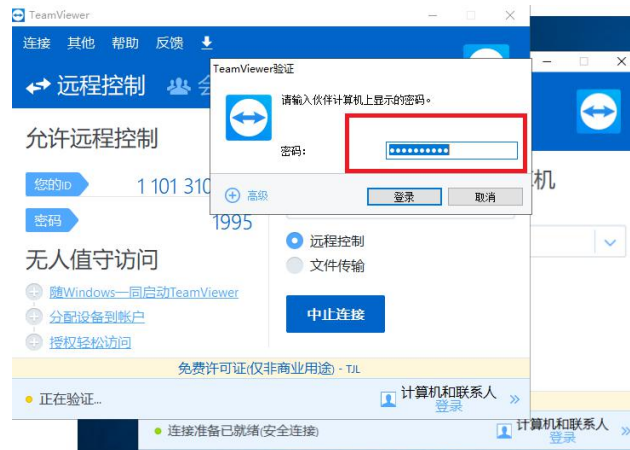 TeamViewer
连接 其他 帮助 反馈
远程控制
TeamViewer验证
请输入伙伴计算机上显示的密码。
密码:
高级
登录 取消
允许远程控制
您的ID 1 101 310
密码 1995
机
远程控制
文件传输
无人值守访问
随Windows一同启动TeamViewer
分配设备到帐户
授权轻松访问
中止连接
免费许可证(仅非商业用途) - TJL
正在验证...
计算机和联系人
登录
连接准备已就绪(安全连接)
计算机和联系人
登录